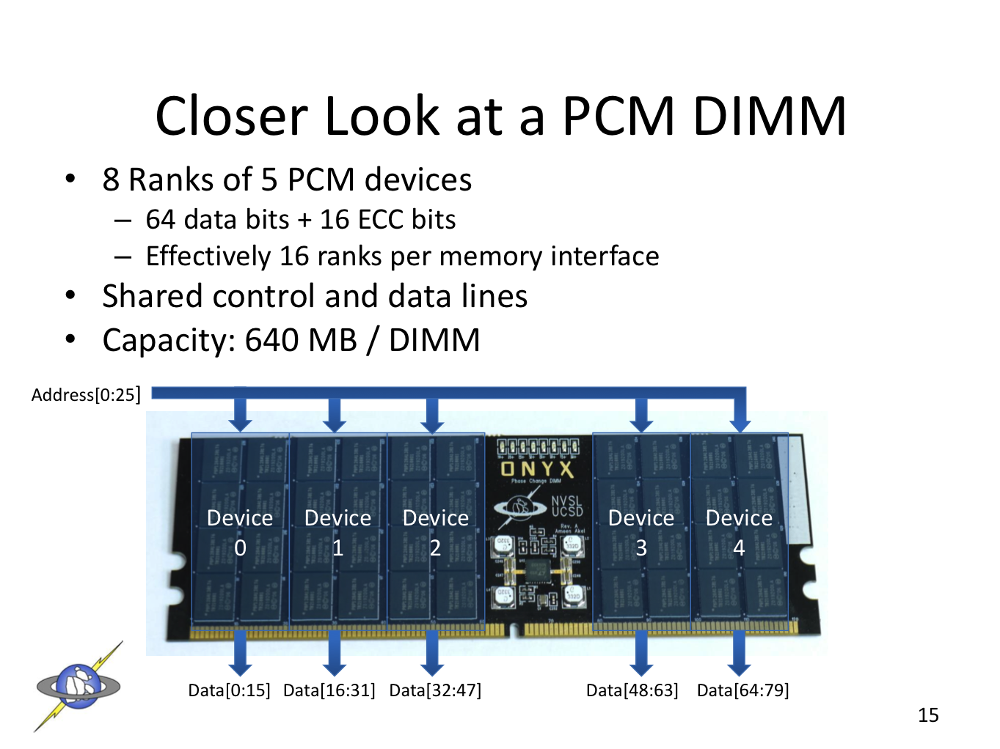 Closer Look at a PCM DIMM
• 8 Ranks of 5 PCM devices
– 64 data bits + 16 ECC bits
– Effectively 16 ranks per memory interface
• Shared control and data lines
• Capacity: 640 MB / DIMM
Address[0:25]
ONYX
Phase Change DIMM
NVSL
UCSD
Rev. A
Ameen Akel
Device 0
Device 1
Device 2
Device 3
Device 4
Data[0:15] Data[16:31] Data[32:47] Data[48:63] Data[64:79]
15